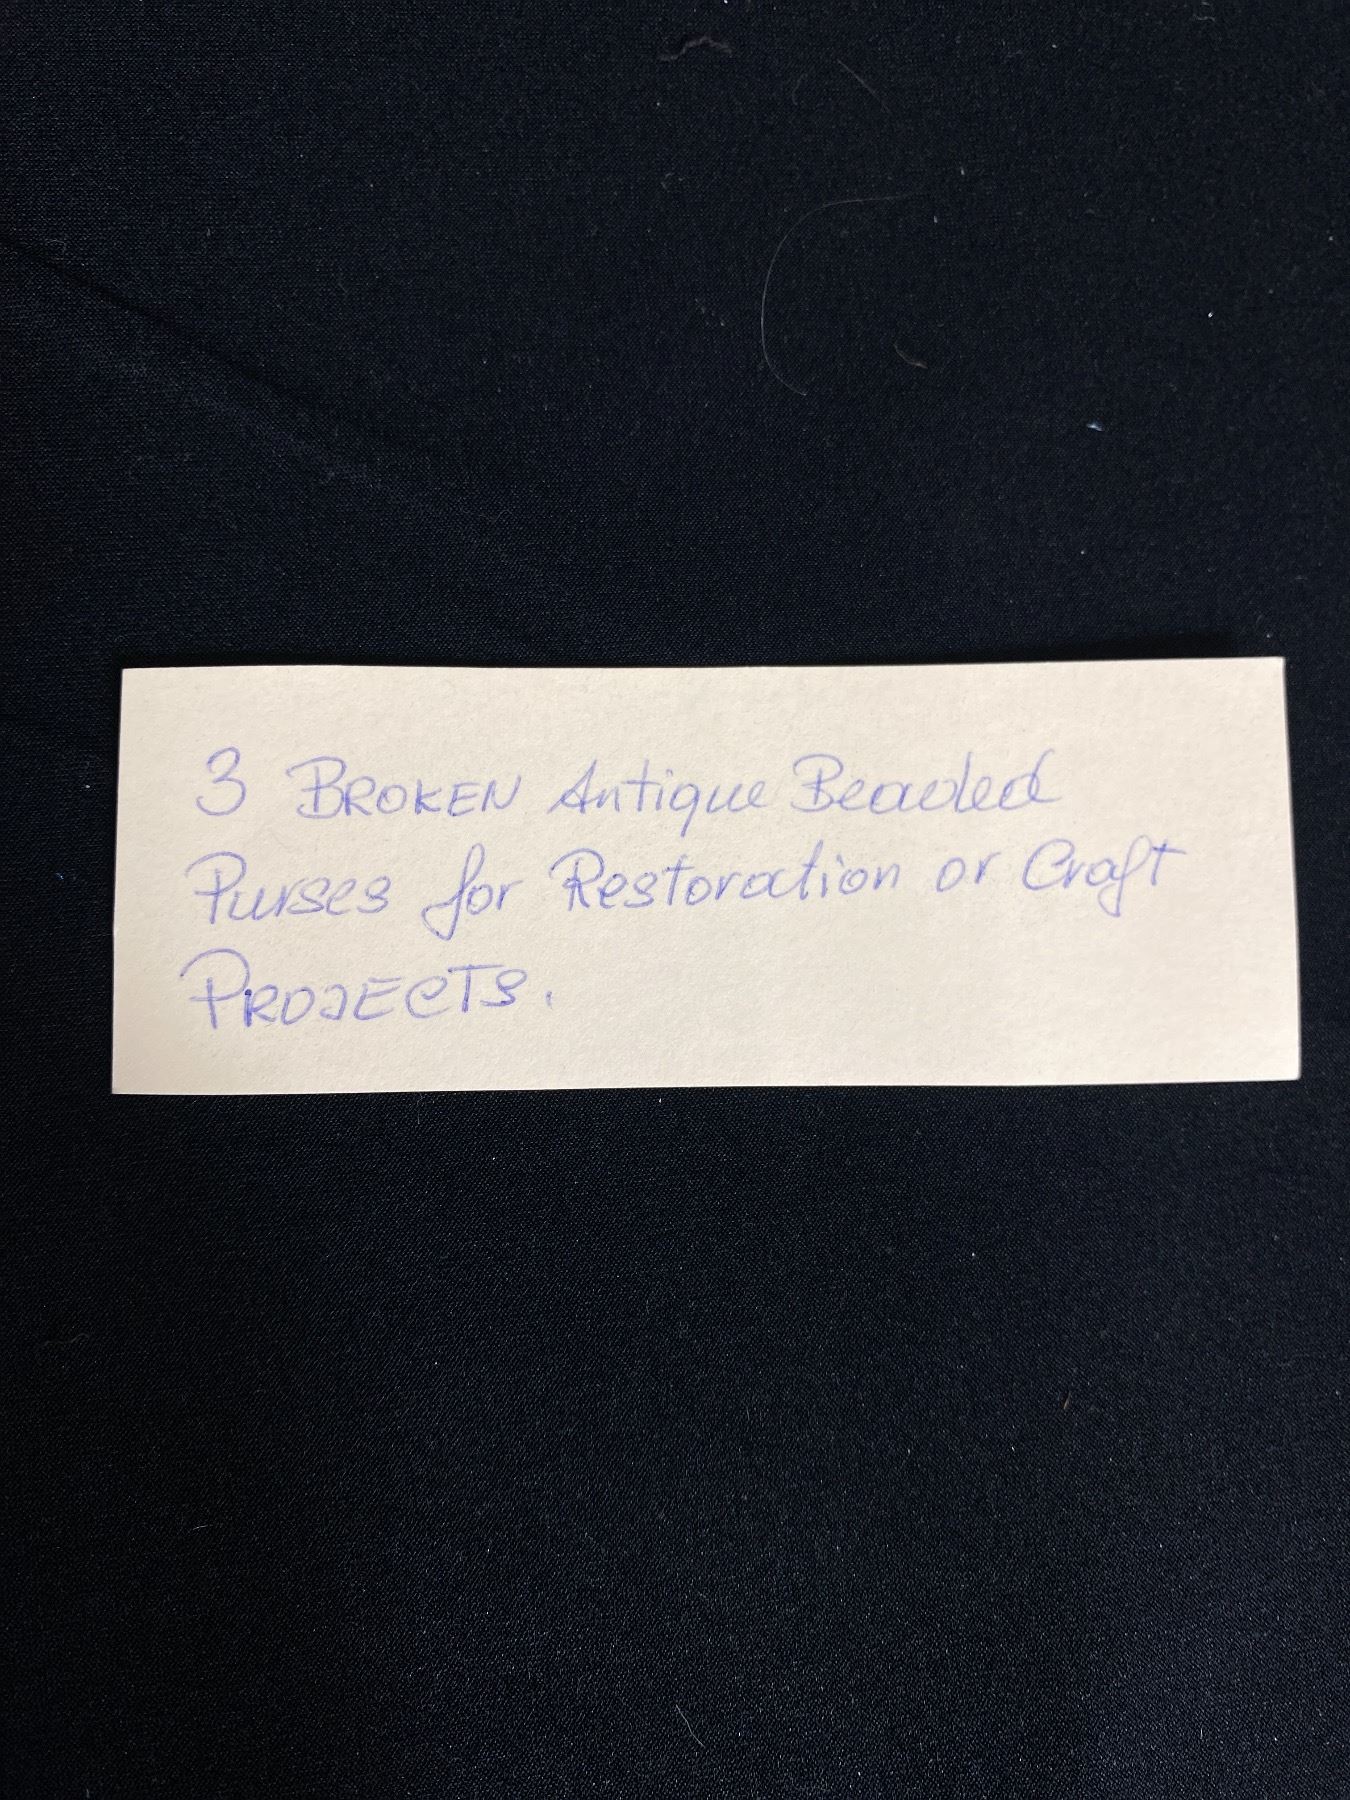 3 BROKEN Antique Beaded
Purses for Restoration or Craft
PROJECTS.